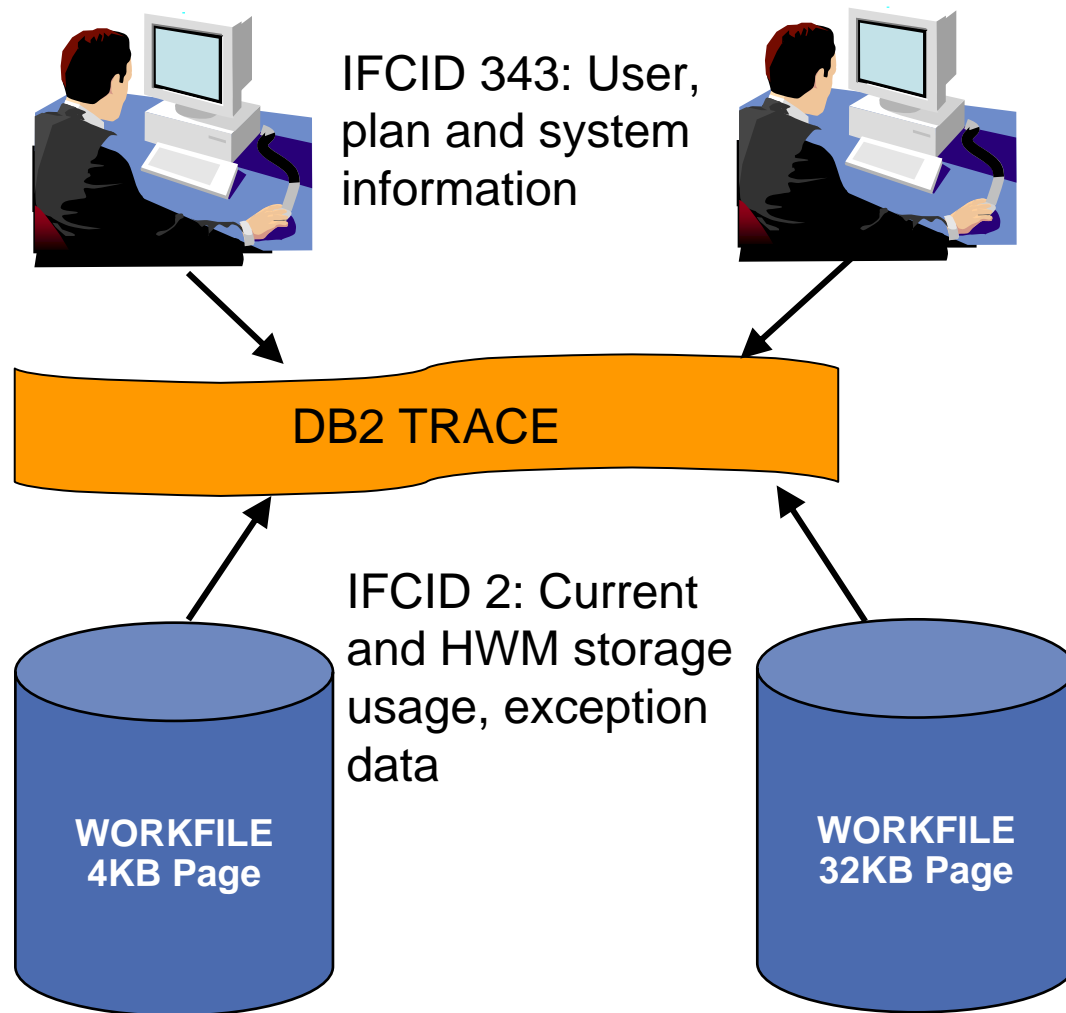 IFCID 343: User,
plan and system
information
DB2 TRACE
IFCID 2: Current
and HWM storage
usage, exception
data
WORKFILE
4KB Page
WORKFILE
32KB Page